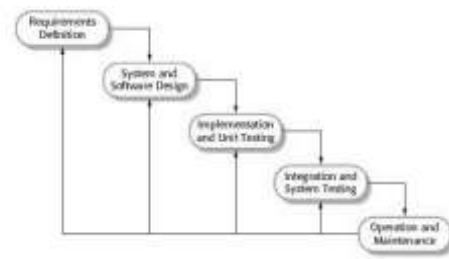 Requirements
Definition
System and
Software Design
Implementation
and Unit Testing
Integration and
System Testing
Operation and
Maintenance